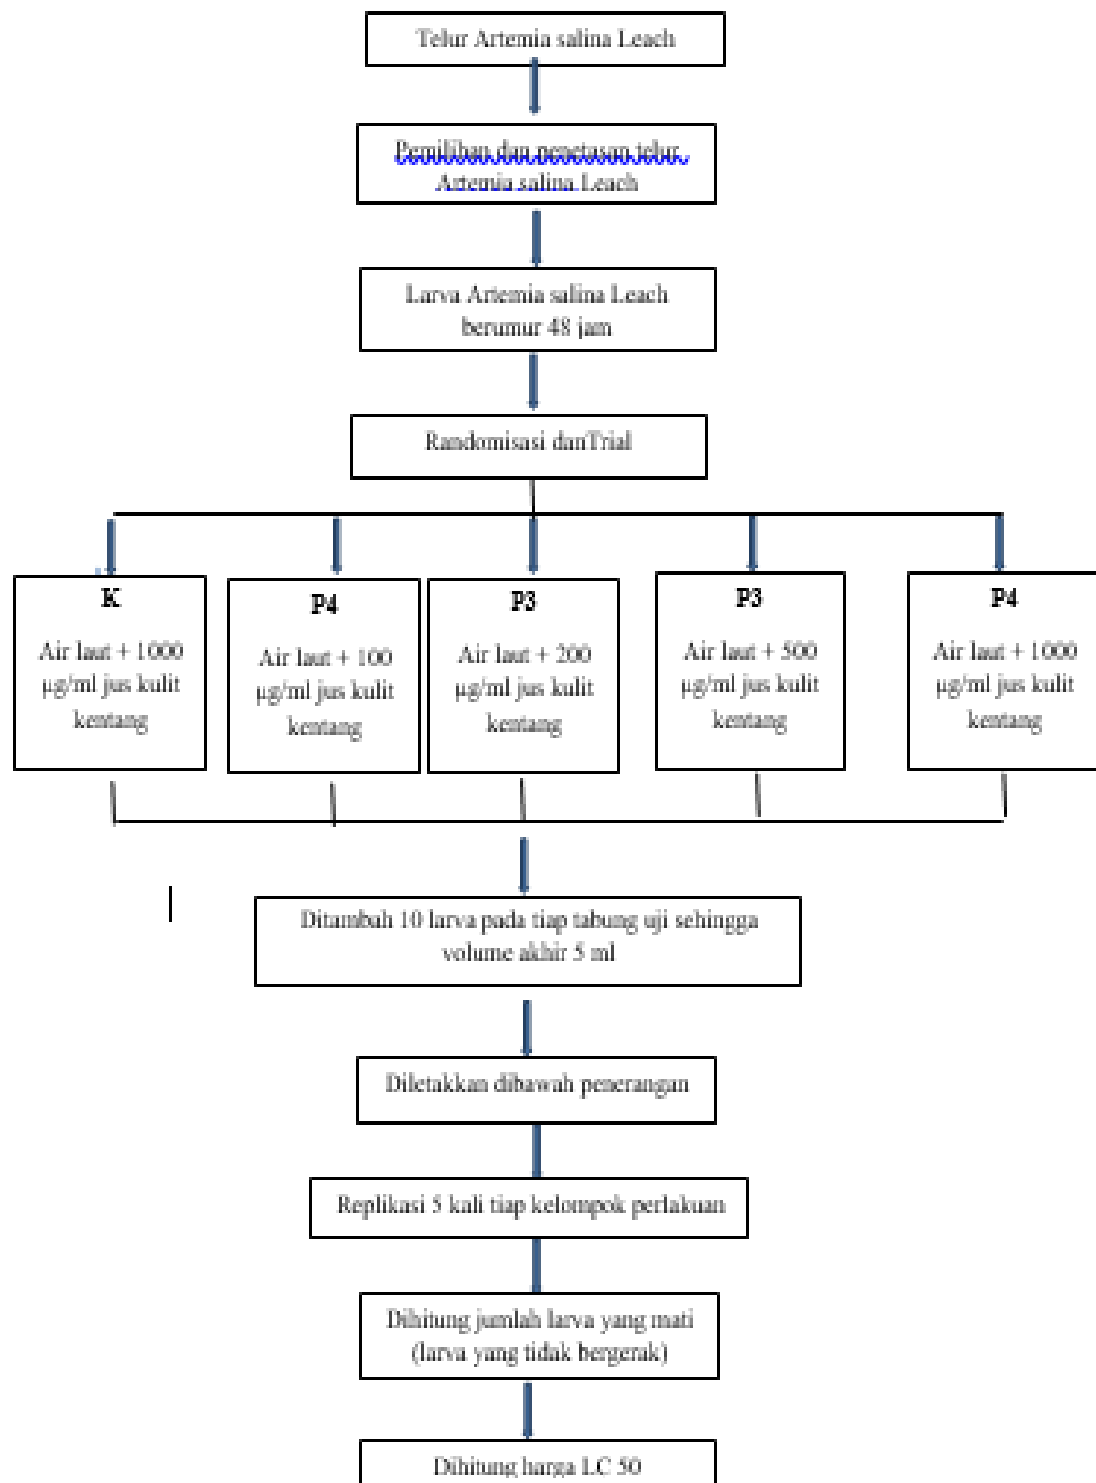 Telur Artemia salina Leach
Pemilihan dan penetasan telur
Artemia salina Leach
Larva Artemia salina Leach
berumur 48 jam
Randomisasi danTrial
K
Air laut + 1000
µg/ml jus kulit
kentang
P4
Air laut + 100
µg/ml jus kulit
kentang
P3
Air laut + 200
µg/ml jus kulit
kentang
P3
Air laut + 500
µg/ml jus kulit
kentang
P4
Air laut + 1000
µg/ml jus kulit
kentang
Ditambah 10 larva pada tiap tabung uji sehingga
volume akhir 5 ml
Diletakkan dibawah penerangan
Replikasi 5 kali tiap kelompok perlakuan
Dihitung jumlah larva yang mati
(larva yang tidak bergerak)
Dihitung harga LC 50